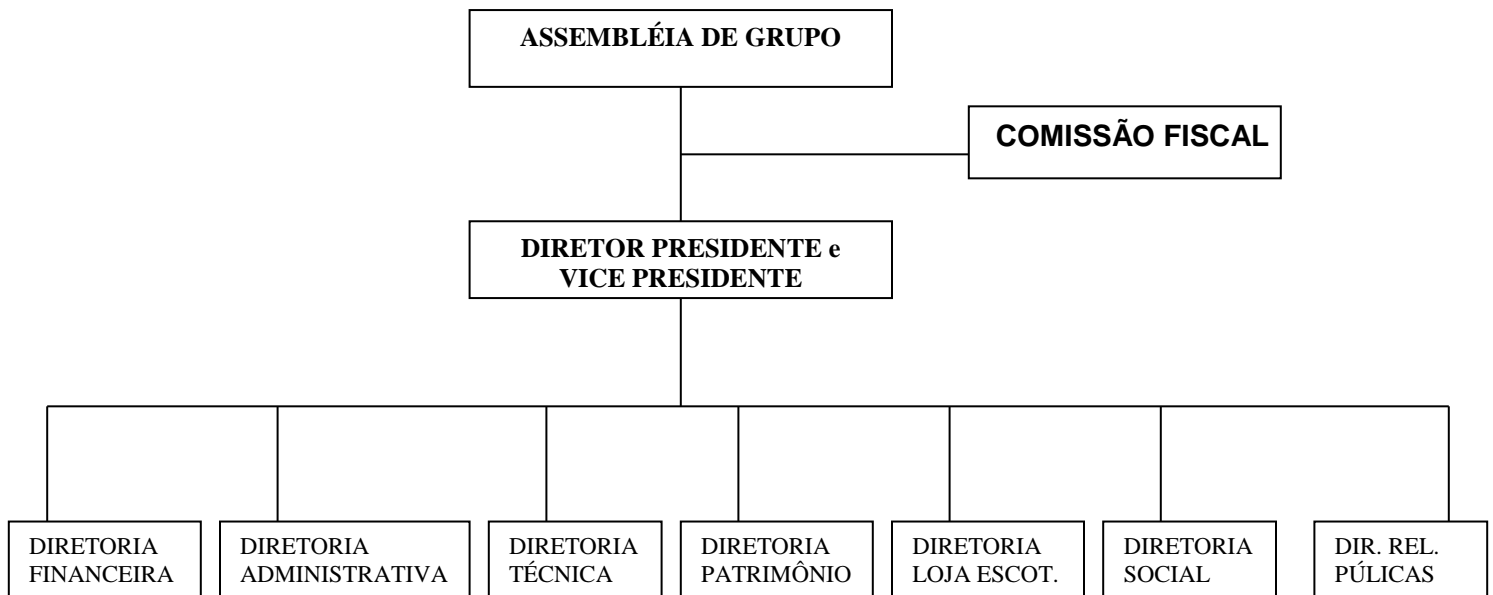 ASSEMBLÉIA DE GRUPO
COMISSÃO FISCAL
DIRETOR PRESIDENTE e
VICE PRESIDENTE
DIRETORIA
FINANCEIRA
DIRETORIA
ADMINISTRATIVA
DIRETORIA
TÉCNICA
DIRETORIA
PATRIMÔNIO
DIRETORIA
LOJA ESCOT.
DIRETORIA
SOCIAL
DIR. REL.
PÚLICAS